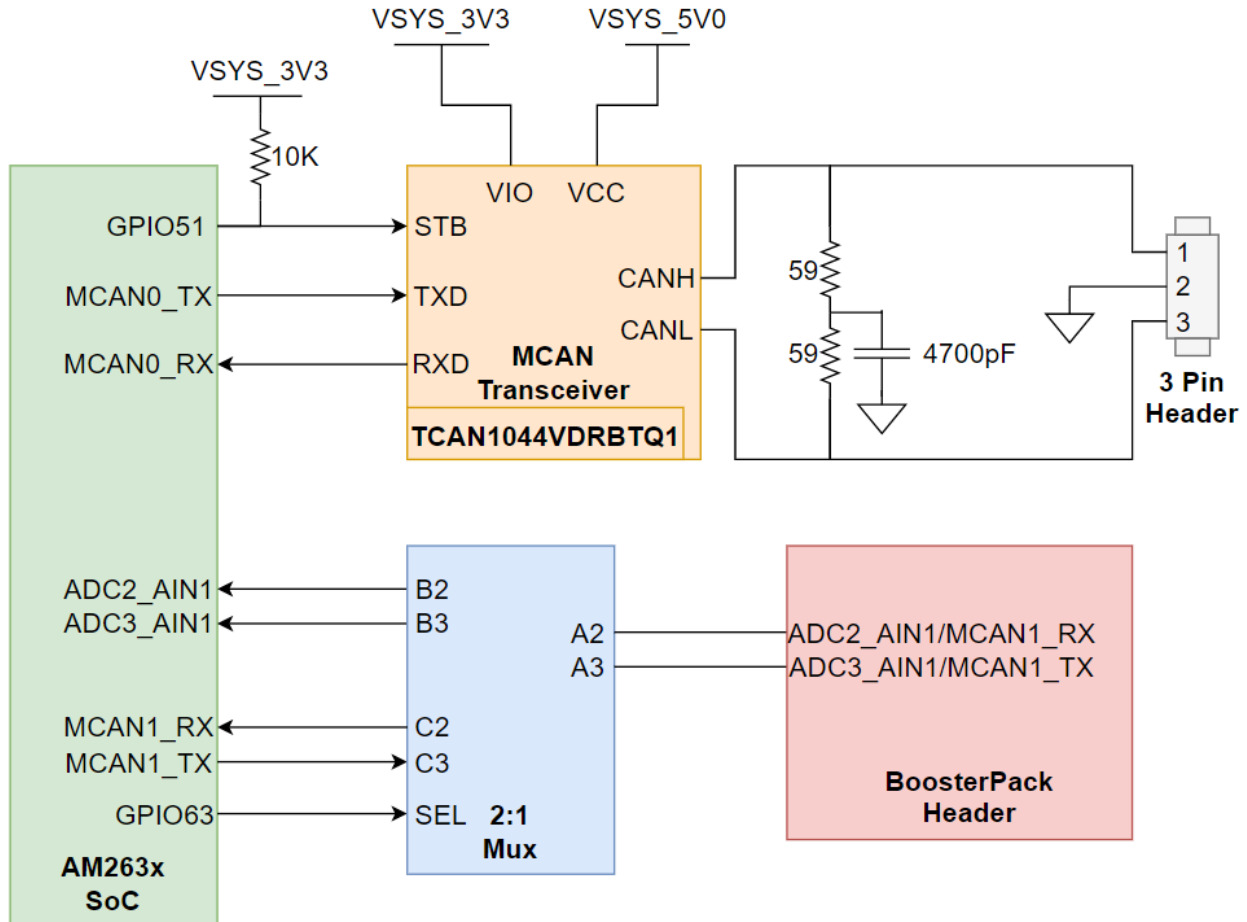 VSYS_3V3
VSYS_5V0
VSYS_3V3
10K
VIO
VCC
GPIO51
STB
MCAN0_TX
TXD
MCAN0_RX
RXD
CANH
CANL
MCAN
Transceiver
TCAN1044VDRBTQ1
59
59
4700pF
1
2
3
3 Pin
Header
ADC2_AIN1
B2
ADC3_AIN1
B3
A2
ADC2_AIN1/MCAN1_RX
A3
ADC3_AIN1/MCAN1_TX
MCAN1_RX
C2
MCAN1_TX
C3
GPIO63
SEL
2:1
Mux
BoosterPack
Header
AM263x
SoC